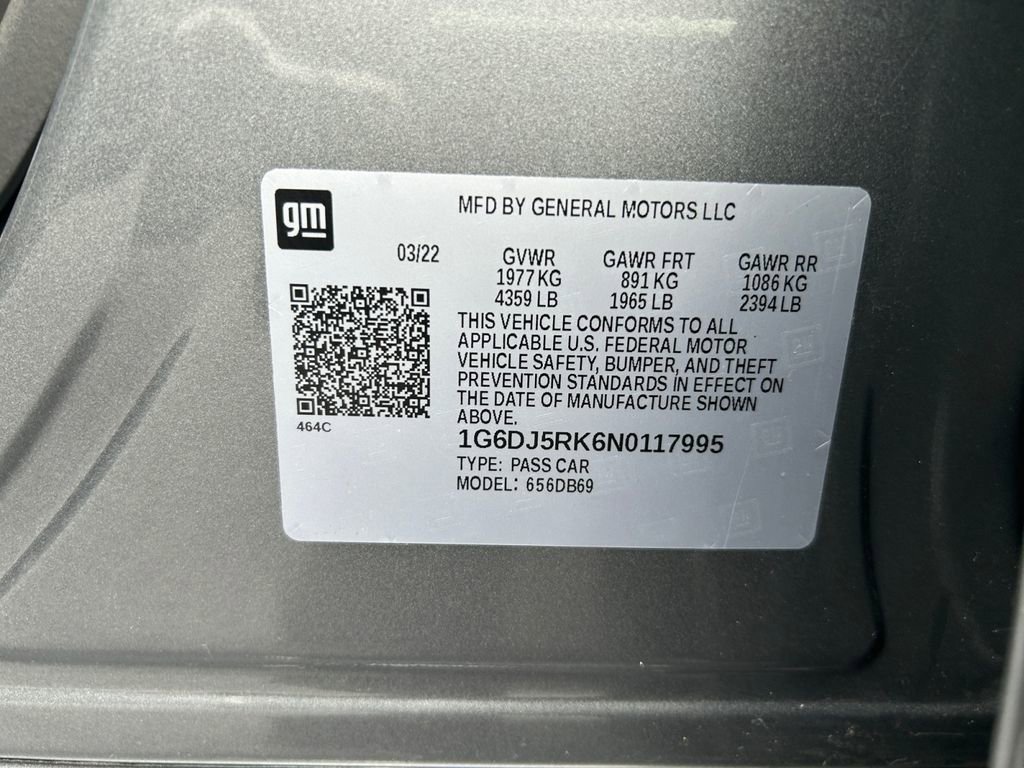 gm
MFD BY GENERAL MOTORS LLC
03/22 GVWR GAWR FRT GAWR RR
1977 KG 891 KG 1086 KG
4359 LB 1965 LB 2394 LB
THIS VEHICLE CONFORMS TO ALL
APPLICABLE U.S. FEDERAL MOTOR
VEHICLE SAFETY, BUMPER, AND THEFT
PREVENTION STANDARDS IN EFFECT ON
THE DATE OF MANUFACTURE SHOWN
ABOVE.
464C
1G6DJ5RK6N0117995
TYPE: PASS CAR
MODEL: 656DB69